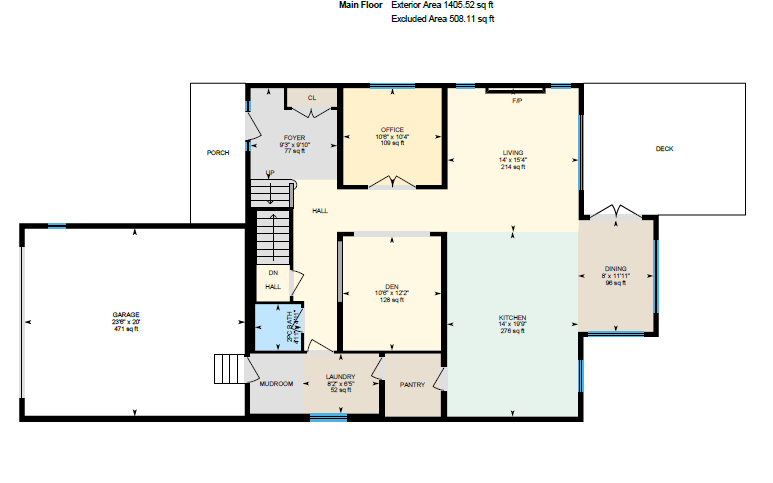 Main Floor Exterior Area 1405.52 sq ft
Excluded Area 508.11 sq ft
CL
F/P
FOYER
9'3" x 9'10"
77 sq ft
OFFICE
10'6" x 10'4"
109 sq ft
LIVING
14' x 15'4"
214 sq ft
PORCH
DECK
UP
HALL
DN
HALL
DEN
10'6" x 12'2"
128 sq ft
DINING
8' x 11'11"
96 sq ft
GARAGE
23'6" x 20'
471 sq ft
2PC BATH
KITCHEN
14' x 19'9"
276 sq ft
MUDROOM
LAUNDRY
8'2" x 6'5"
52 sq ft
PANTRY